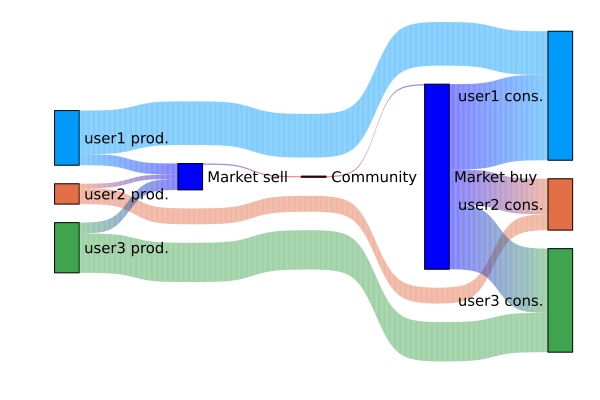 user1 prod.
user2 prod.
user3 prod.
Market sell
Community
Market buy
user1 cons.
user2 cons.
user3 cons.